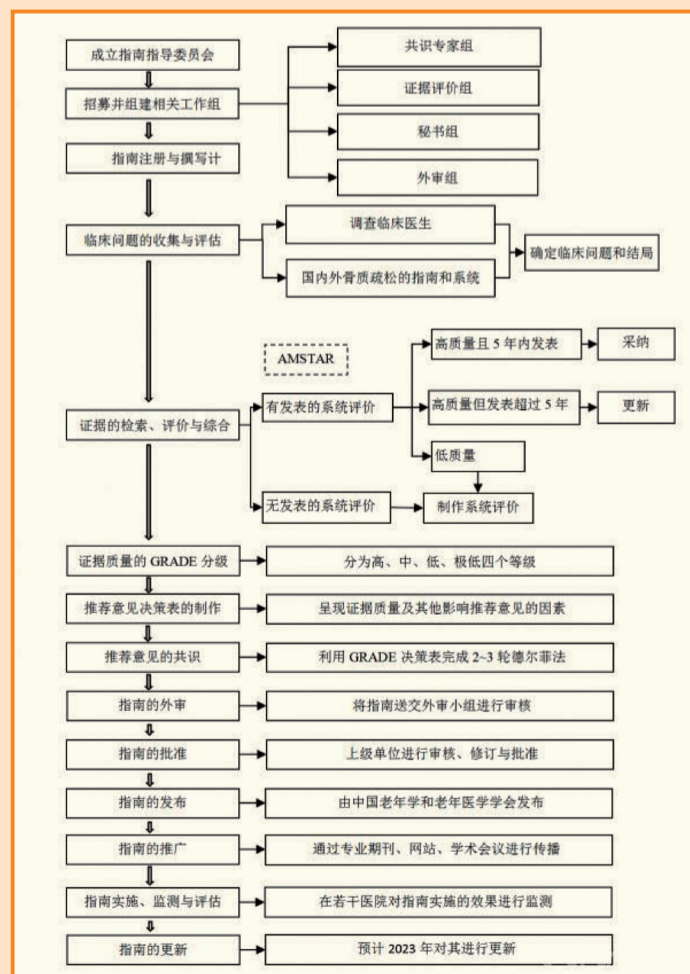 成立指南指导委员会
共识专家组
招募并组建相关工作组
证据评价组
秘书组
指南注册与撰写计
外审组
调查临床医生
临床问题的收集与评估
确定临床问题和结局
国内外骨质疏松的指南和系统
高质量且 5 年内发表
采纳
AMSTAR
有发表的系统评价
高质量但发表超过 5 年
更新
证据的检索、评价与综合
低质量
无发表的系统评价
制作系统评价
证据质量的 GRADE 分级
分为高、中、低、极低四个等级
推荐意见决策表的制作
呈现证据质量及其他影响推荐意见的因素
推荐意见的共识
利用 GRADE 决策表完成 2~3 轮德尔菲法
指南的外审
将指南送交外审小组进行审核
指南的批准
上级单位进行审核、修订与批准
指南的发布
由中国老年学和老年医学学会发布
指南的推广
通过专业期刊、网站、学术会议进行传播
指南实施、监测与评估
在若干医院对指南实施的效果进行监测
指南的更新
预计 2023 年对其进行更新